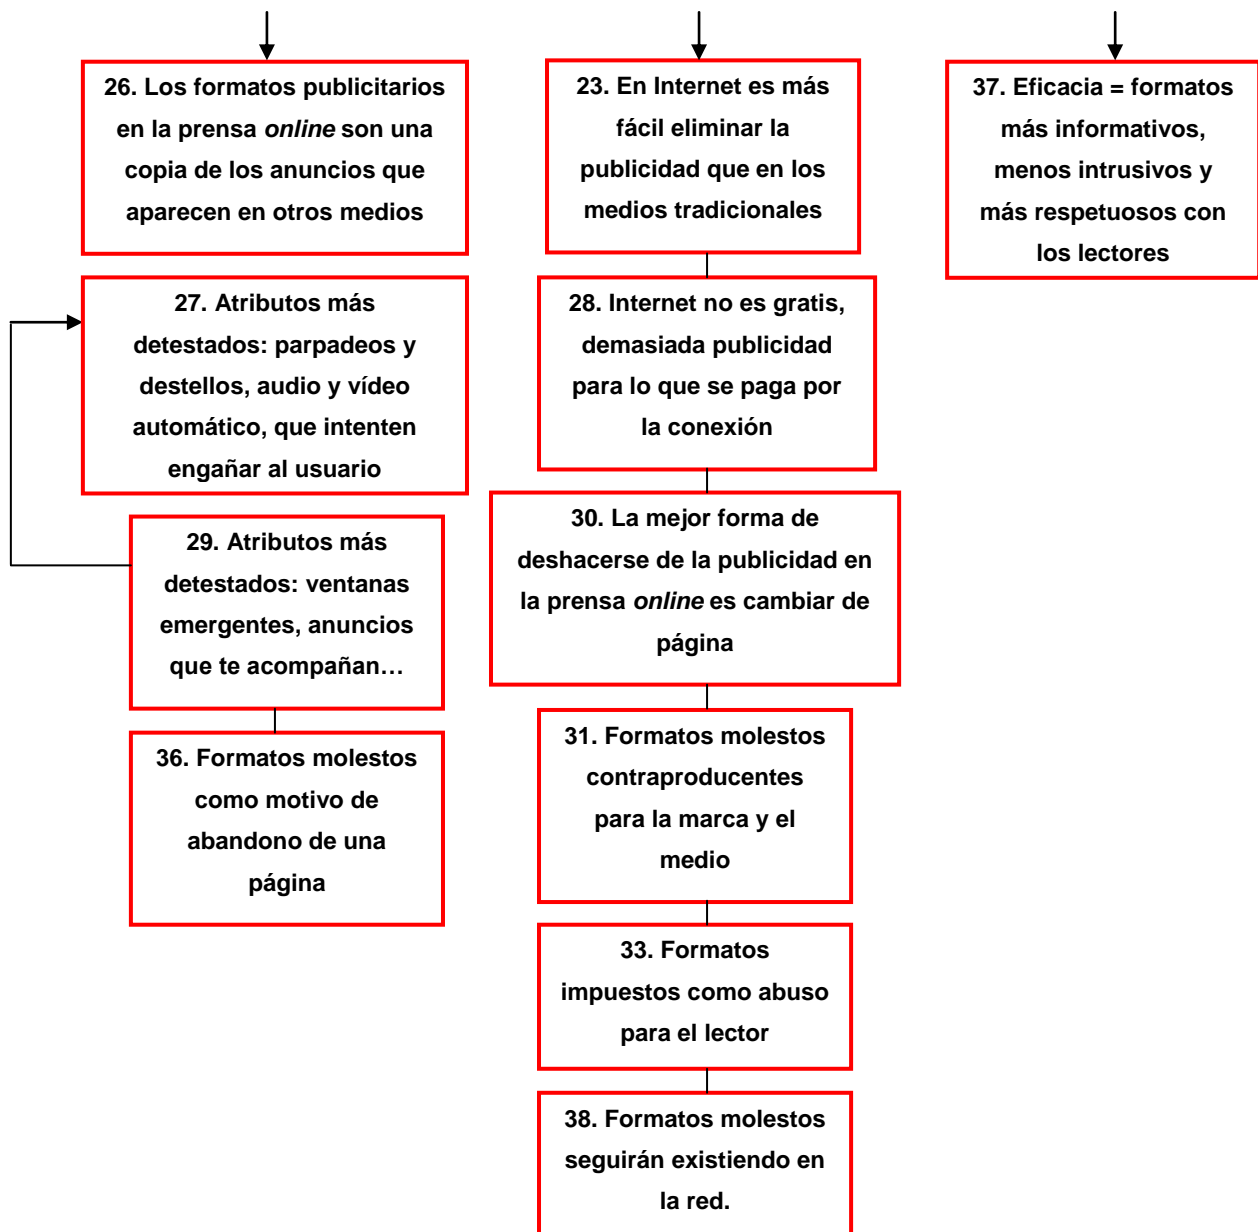 26. Los formatos publicitarios
en la prensa online son una
copia de los anuncios que
aparecen en otros medios
27. Atributos más
detestados: parpadeos y
destellos, audio y vídeo
automático, que intenten
engañar al usuario
29. Atributos más
detestados: ventanas
emergentes, anuncios
que te acompañan…
36. Formatos molestos
como motivo de
abandono de una
página
23. En Internet es más
fácil eliminar la
publicidad que en los
medios tradicionales
28. Internet no es gratis,
demasiada publicidad
para lo que se paga por
la conexión
30. La mejor forma de
deshacerse de la publicidad en
la prensa online es cambiar de
página
31. Formatos molestos
contraproducentes
para la marca y el
medio
33. Formatos
impuestos como abuso
para el lector
38. Formatos molestos
seguirán existiendo en
la red.
37. Eficacia = formatos
más informativos,
menos intrusivos y
más respetuosos con
los lectores